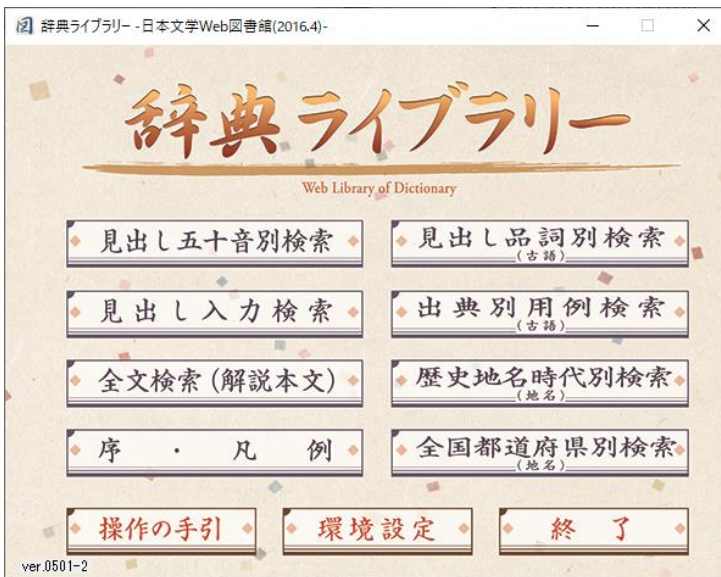 辞典ライブラリー -日本文学Web図書館(2016.4)-
辞典ライブラリー
Web Library of Dictionary
見出し五十音別検索
見出し品詞別検索
(古語)
見出し入力検索
出典別用例検索
(古語)
全文検索(解説本文)
歴史地名時代別検索
(地名)
序・凡例
全国都道府県別検索
(地名)
操作の手引
環境設定
終了
ver.0501-2